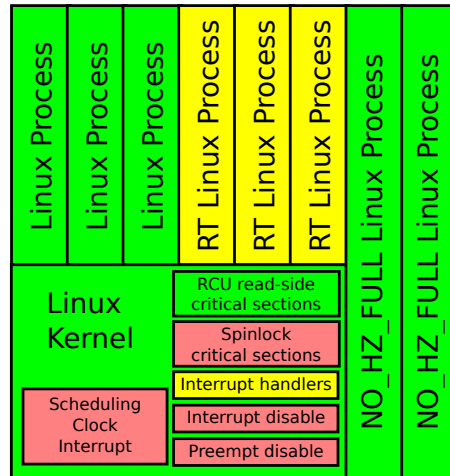 Linux Process
Linux Process
Linux Process
RT Linux Process
RT Linux Process
RT Linux Process
NO_HZ_FULL Linux Process
NO_HZ_FULL Linux Process
Linux
Kernel
RCU read-side
critical sections
Spinlock
critical sections
Interrupt handlers
Scheduling
Clock
Interrupt
Interrupt disable
Preempt disable